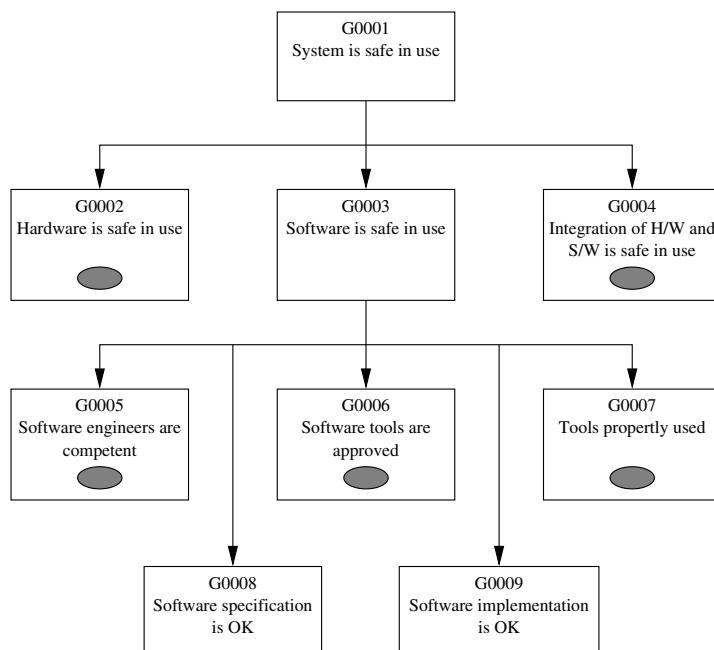 G0001
System is safe in use
G0002
Hardware is safe in use
G0003
Software is safe in use
G0004
Integration of H/W and
S/W is safe in use
G0005
Software engineers are
competent
G0006
Software tools are
approved
G0007
Tools propertly used
G0008
Software specification
is OK
G0009
Software implementation
is OK